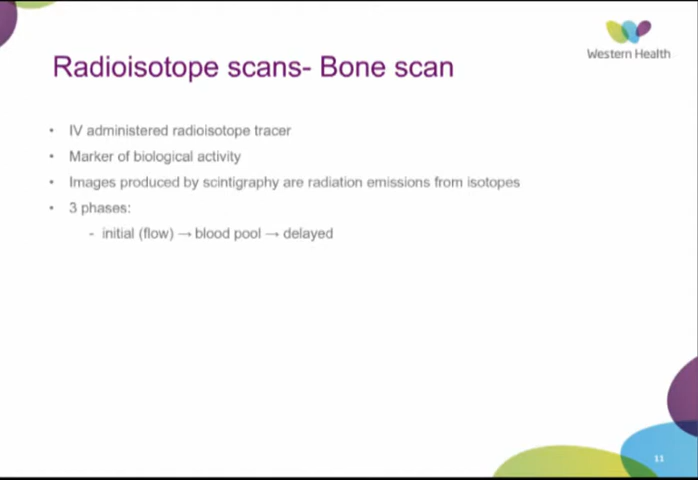 Western Health
Radioisotope scans- Bone scan
• IV administered radioisotope tracer
• Marker of biological activity
• Images produced by scintigraphy are radiation emissions from isotopes
• 3 phases:
- initial (flow) → blood pool → delayed
11